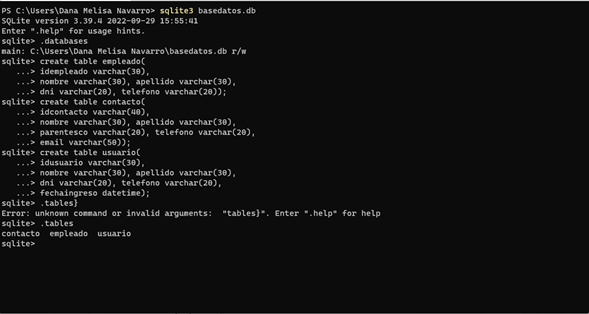 PS C:\Users\Dana Melisa Navarro> sqlite3 basedatos.db
SQLite version 3.39.4 2022-09-29 15:55:41
Enter ".help" for usage hints.
sqlite> .databases
main: C:\Users\Dana Melisa Navarro\basedatos.db r/w
sqlite> create table empleado(
   ...> idempleado varchar(30),
   ...> nombre varchar(30), apellido varchar(30),
   ...> dni varchar(20), telefono varchar(20));
sqlite> create table contacto(
   ...> idcontacto varchar(40),
   ...> nombre varchar(30), apellido varchar(30),
   ...> parentesco varchar(20), telefono varchar(20),
   ...> email varchar(50));
sqlite> create table usuario(
   ...> idusuario varchar(30),
   ...> nombre varchar(30), apellido varchar(30),
   ...> dni varchar(20), telefono varchar(20),
   ...> fechaingreso datetime);
sqlite> .tables}
Error: unknown command or invalid arguments:  "tables}". Enter ".help" for help
sqlite> .tables
contacto  empleado  usuario
sqlite>